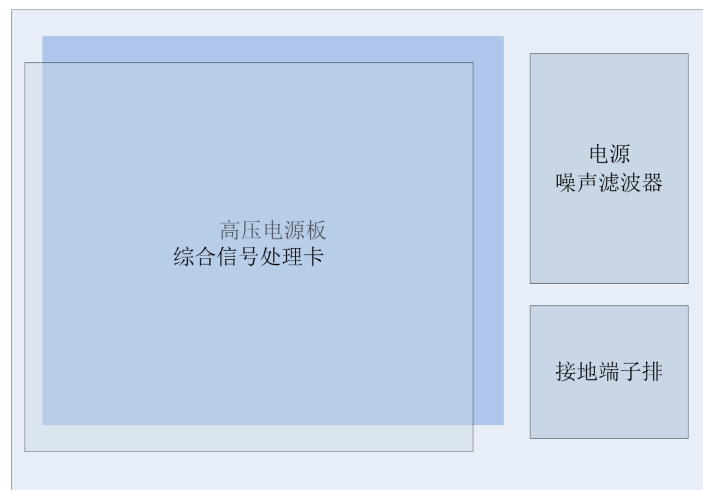 电源
噪声滤波器
高压电源板
综合信号处理卡
接地端子排